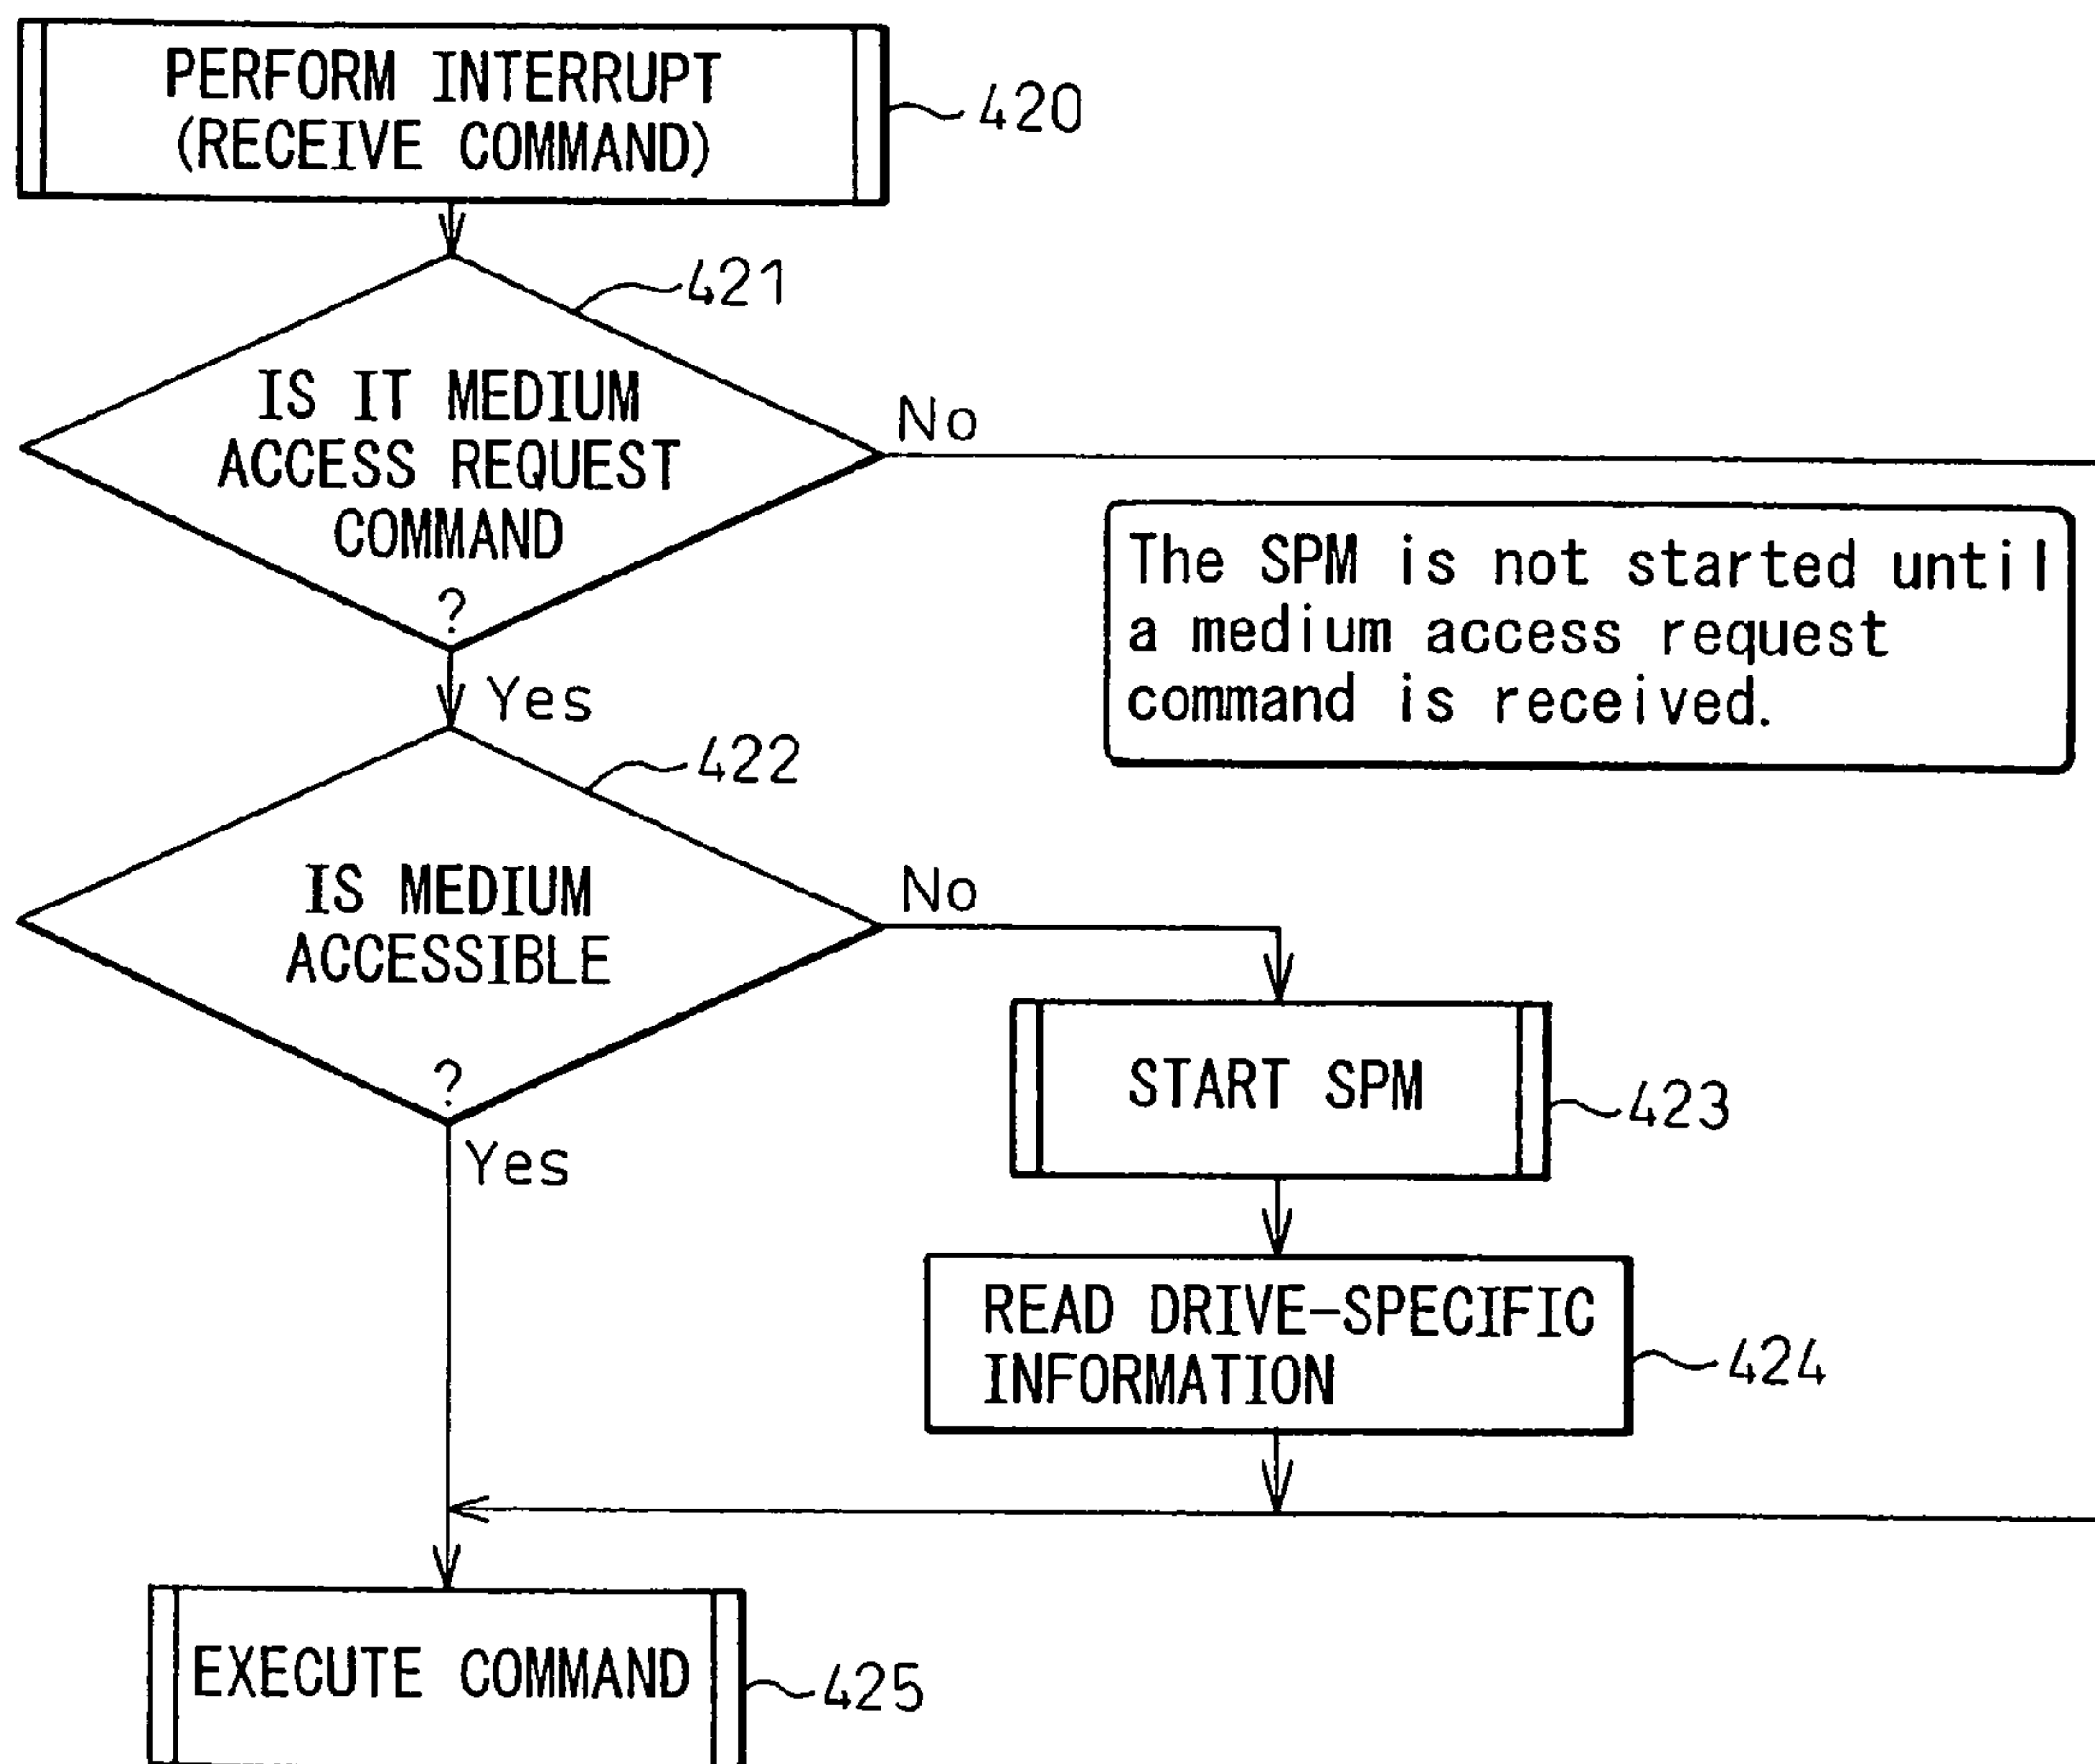 PERFORM INTERRUPT
(RECEIVE COMMAND)
420
421
IS IT MEDIUM
ACCESS REQUEST
COMMAND
?
No
The SPM is not started until
a medium access request
command is received.
Yes
422
IS MEDIUM
ACCESSIBLE
?
No
Yes
START SPM
423
READ DRIVE-SPECIFIC
INFORMATION
424
EXECUTE COMMAND
425